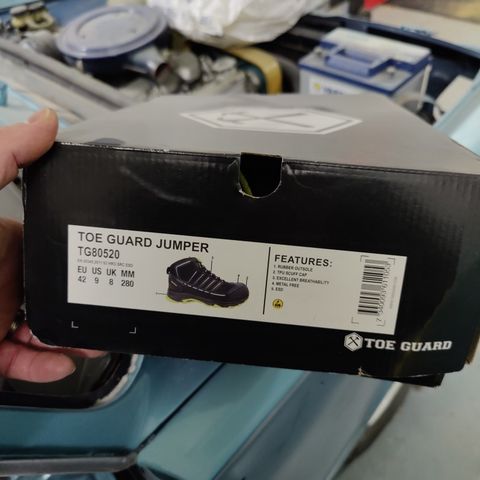 TOE GUARD JUMPER
TG80520
EU US UK MM
42 9 8 280
FEATURES:
1. RUBBER OUTSOLE
2. TPU SCUFF CAP
3. EXCELLENT BREATHABILITY
4. METAL FREE
5. ESD
TOE GUARD